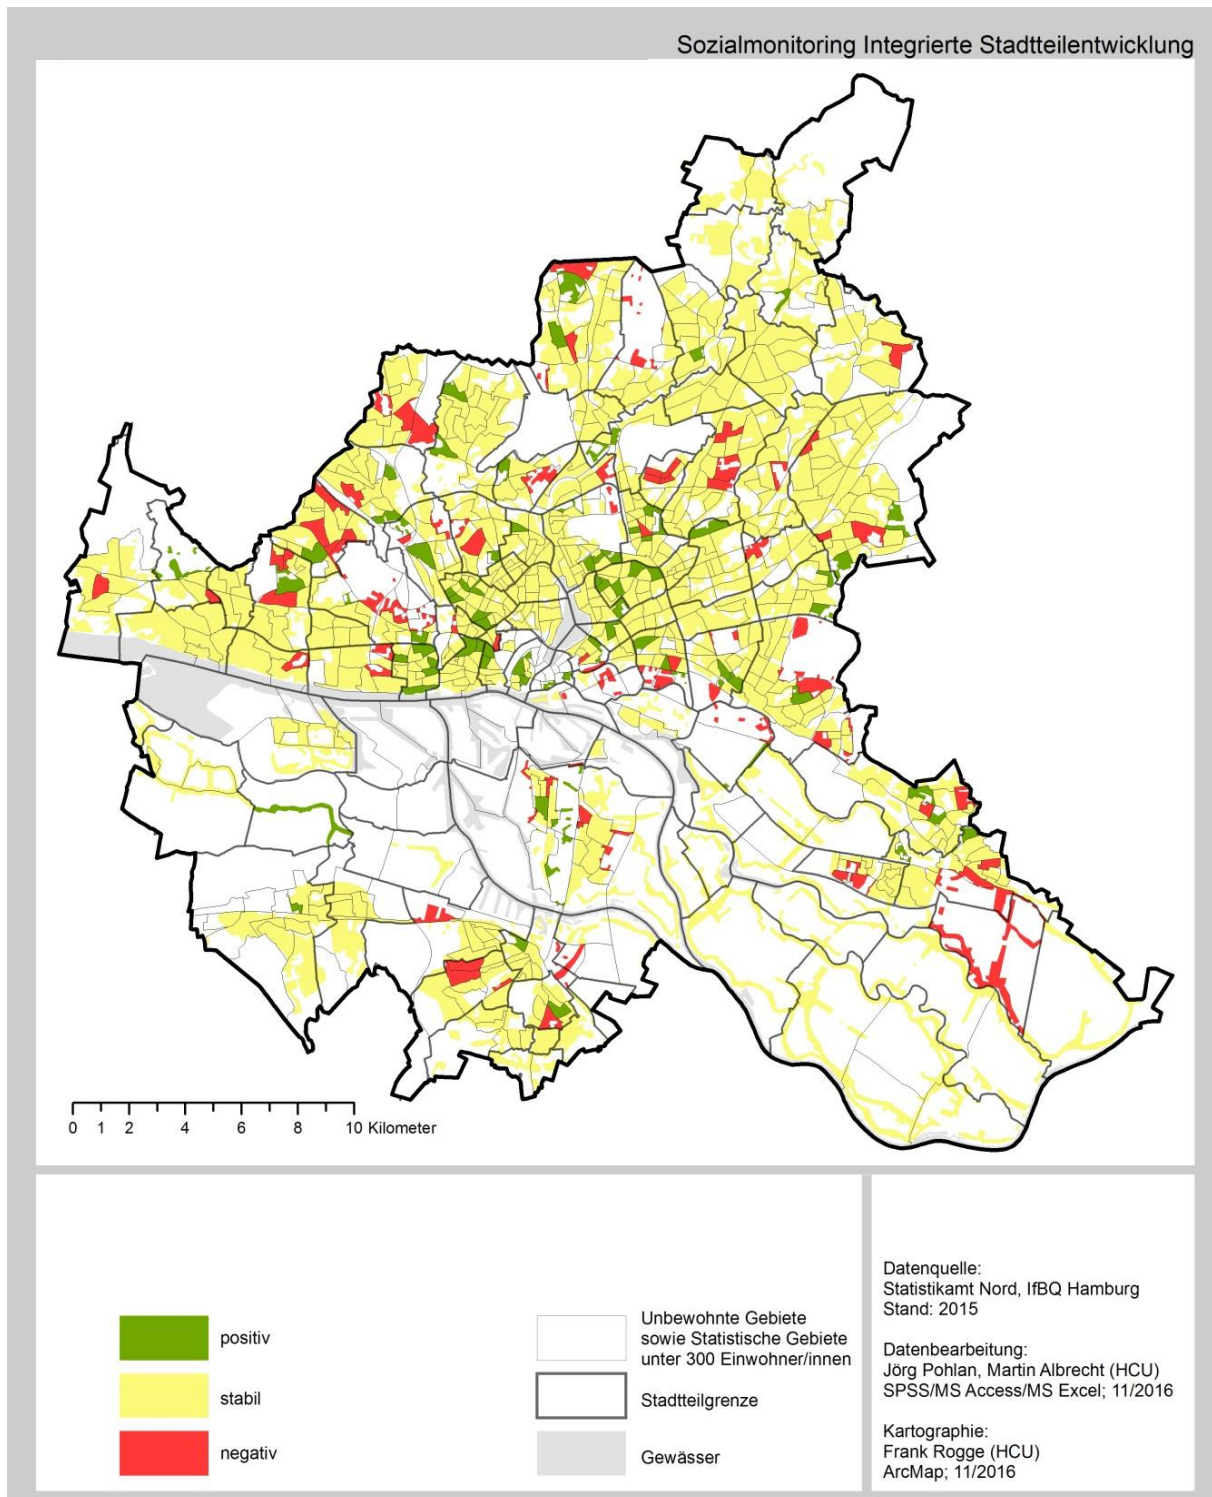 Sozialmonitoring Integrierte Stadtteilentwicklung
0 1 2 4 6 8 10 Kilometer
positiv
stabil
negativ
Unbewohnte Gebiete
sowie Statistische Gebiete
unter 300 Einwohner/innen
Stadtteilgrenze
Gewässer
Datenquelle:
Statistikamt Nord, IfBQ Hamburg
Stand: 2015
Datenbearbeitung:
Jörg Pohlan, Martin Albrecht (HCU)
SPSS/MS Access/MS Excel; 11/2016
Kartographie:
Frank Rogge (HCU)
ArcMap; 11/2016